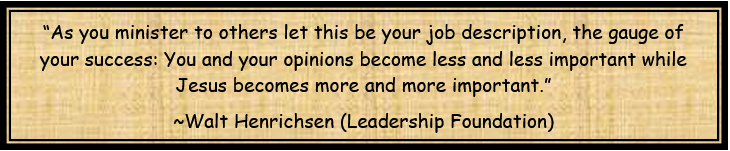 “As you minister to others let this be your job description, the gauge of
your success: You and your opinions become less and less important while
Jesus becomes more and more important.”
~Walt Henrichsen (Leadership Foundation)